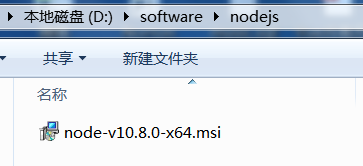 本地磁盘 (D:) software nodejs
共享 新建文件夹
名称
node-v10.8.0-x64.msi